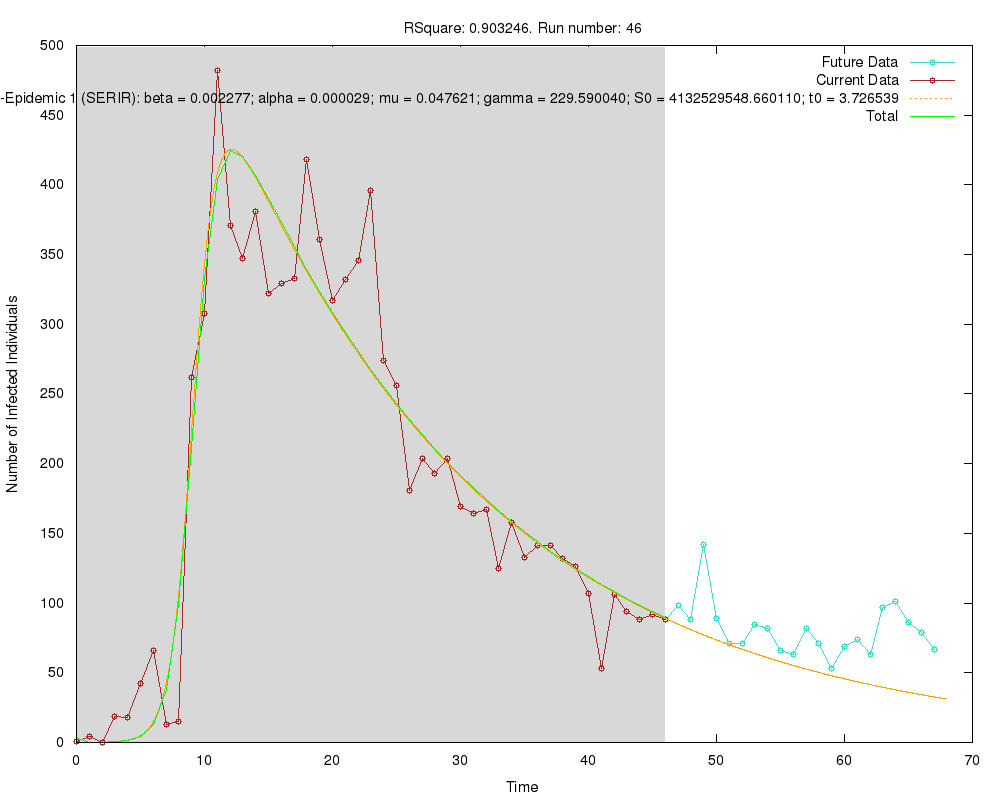 RSquare: 0.903246. Run number: 46
500
450
400
350
300
250
200
150
100
50
0
Number of Infected Individuals
Future Data
Current Data
-Epidemic 1 (SERIR): beta = 0.002277; alpha = 0.000029; mu = 0.047621; gamma = 229.590040; S0 = 4132529548.660110; t0 = 3.726539
Total
0 10 20 30 40 50 60 70
Time